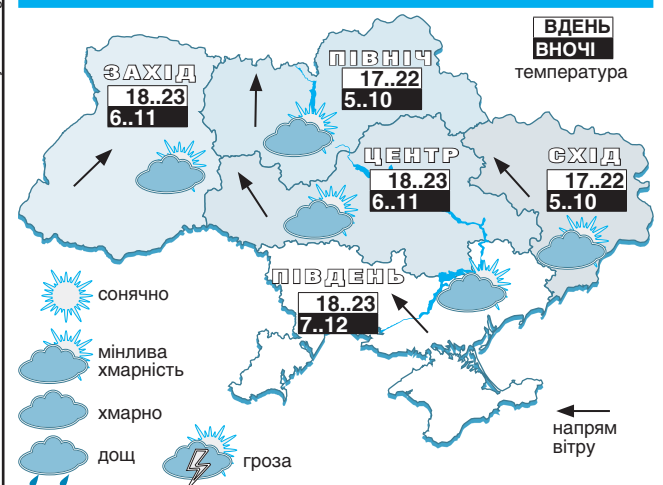 ВДЕНЬ
ВНОЧІ
температура
ЗАХІД
18..23
6..11
ПІВНІЧ
17..22
5..10
ЦЕНТР
18..23
6..11
СХІД
17..22
5..10
ПІВДЕНЬ
18..23
7..12
сонячно
мінлива
хмарність
хмарно
дощ
гроза
напрям
вітру